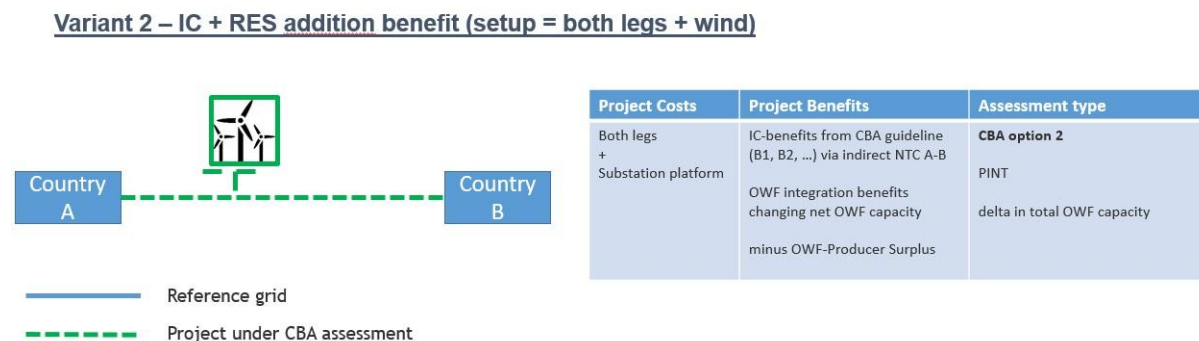 Variant 2 – IC + RES addition benefit (setup = both legs + wind)
Country
A
Country
B
Reference grid
Project under CBA assessment
Project Costs
Project Benefits
Assessment type
Both legs
+
Substation platform
IC-benefits from CBA guideline
(B1, B2, ...) via indirect NTC A-B
OWF integration benefits
changing net OWF capacity
minus OWF-Producer Surplus
CBA option 2
PINT
delta in total OWF capacity